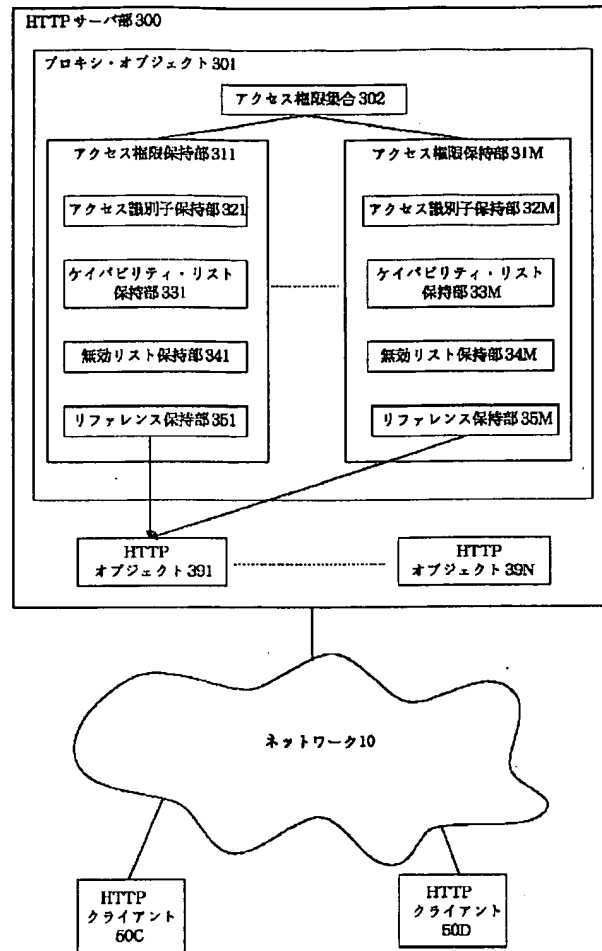 HTTPサーバ部300
プロキシ・オブジェクト301
アクセス権限集合302
アクセス権限保持部311
アクセス識別子保持部321
ケイパビリティ・リスト
保持部331
無効リスト保持部341
リファレンス保持部351
アクセス権限保持部31M
アクセス識別子保持部32M
ケイパビリティ・リスト
保持部33M
無効リスト保持部34M
リファレンス保持部35M
HTTP
オブジェクト391
HTTP
オブジェクト39N
ネットワーク10
HTTP
クライアント
50C
HTTP
クライアント
50D